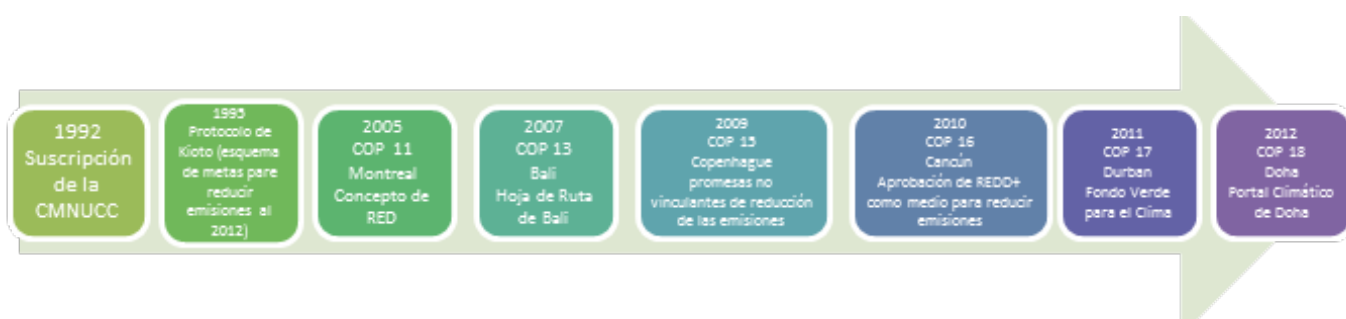 1992
Suscripción
de la
CMNUCC
1995
Protocolo de
Kioto (esquema
de metas pare
reducir
emisiones al
2012)
2005
COP 11
Montreal
Concepto de
RED
2007
COP 13
Bali
Hoja de Ruta
de Bali
2009
COP 15
Copenhague
promesas no
vinculantes de reducción
de las emisiones
2010
COP 16
Cancún
Aprobación de REDD+
como medio para reducir
emisiones
2011
COP 17
Durban
Fondo Verde
para el Clima
2012
COP 18
Doha
Portal Climático
de Doha